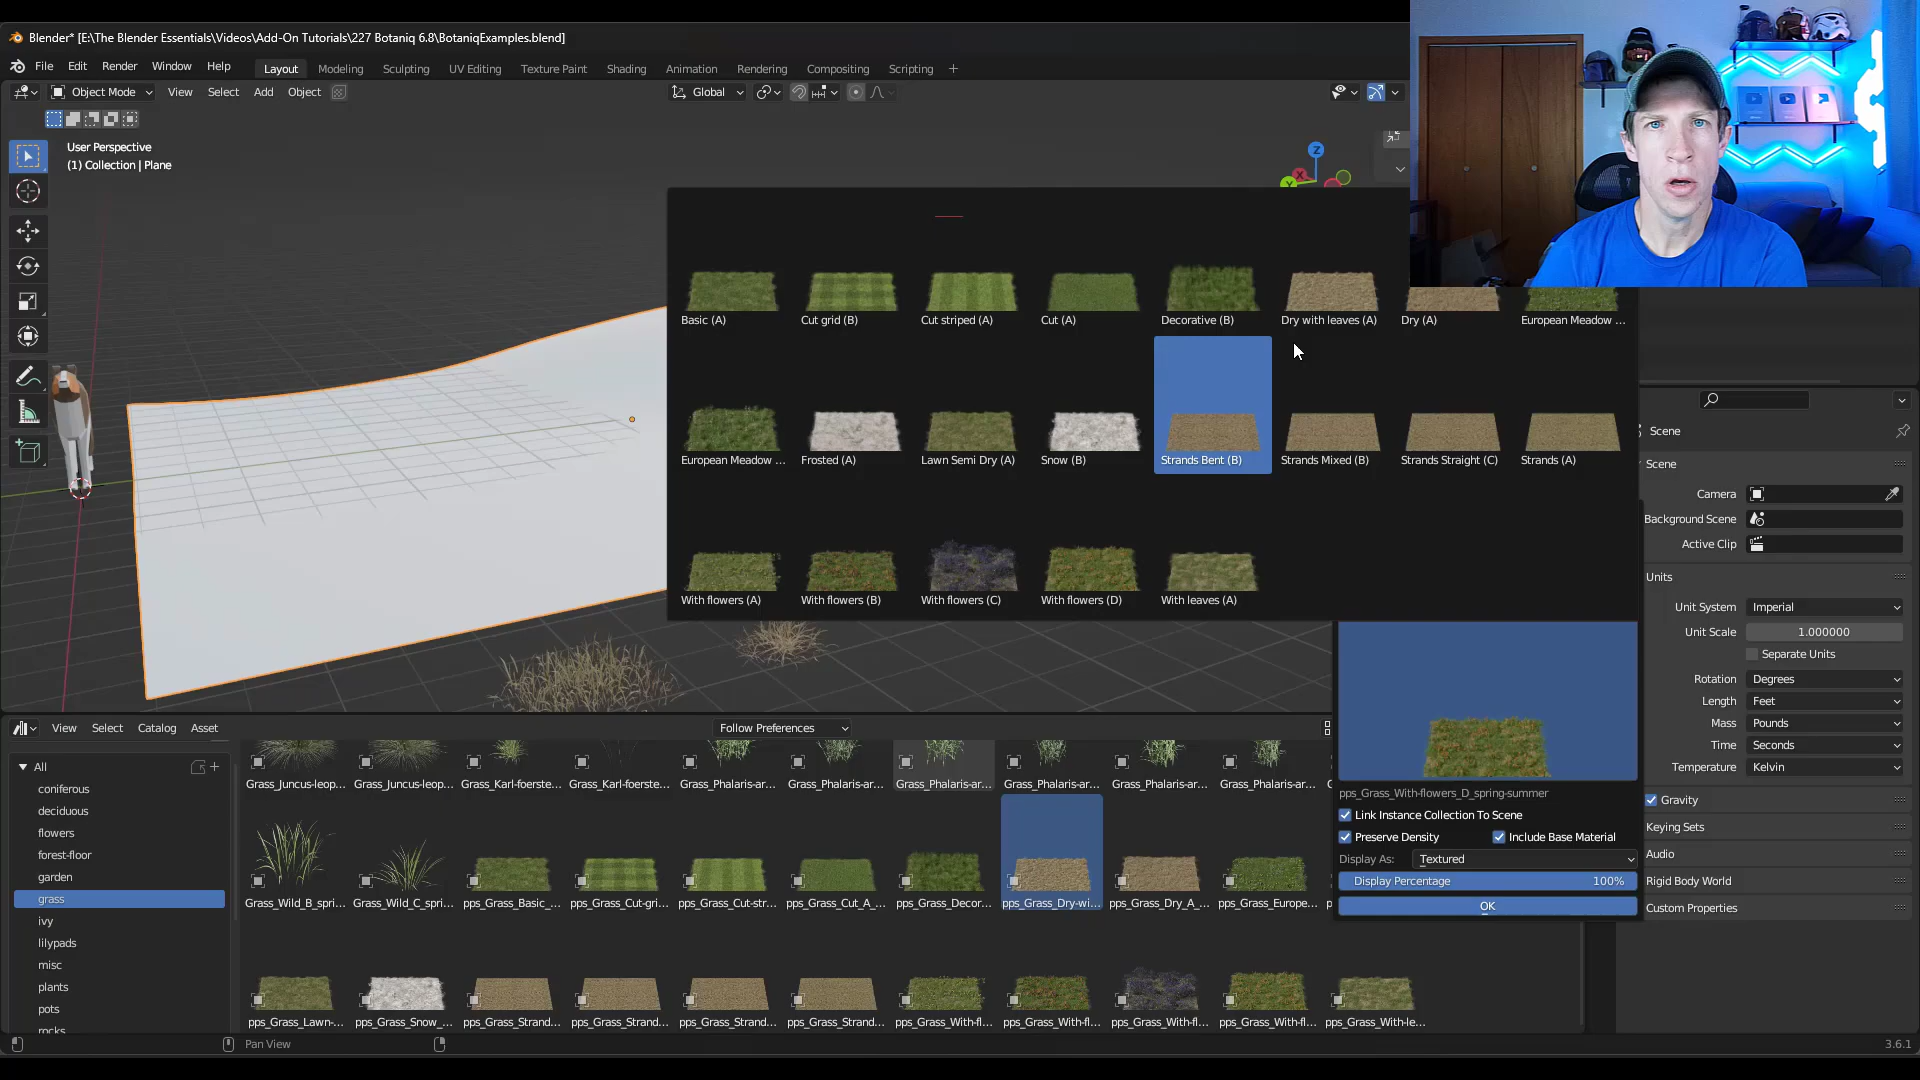 Blender* [E:\The Blender Essentials\Videos\Add-On Tutorials\227 Botaniq 6.8\BotaniqExamples.blend]
File Edit Render Window Help Layout Modeling Sculpting UV Editing Texture Paint Shading Animation Rendering Compositing Scripting
Object Mode View Select Add Object Global
User Perspective
(1) Collection | Plane
Z
Y
X
Basic (A) Cut grid (B) Cut striped (A) Cut (A) Decorative (B) Dry with leaves (A) Dry (A) European Meadow ...
European Meadow ... Frosted (A) Lawn Semi Dry (A) Snow (B) Strands Bent (B) Strands Mixed (B) Strands Straight (C) Strands (A)
With flowers (A) With flowers (B) With flowers (C) With flowers (D) With leaves (A)
Scene
Scene
Camera
Background Scene
Active Clip
Units
Unit System Imperial
Unit Scale 1.000000
Separate Units
Rotation Degrees
Length Feet
Mass Pounds
Time Seconds
Temperature Kelvin
Gravity
Keying Sets
Audio
Rigid Body World
Custom Properties
pps_Grass_With-flowers_D_spring-summer
Link Instance Collection To Scene
Preserve Density Include Base Material
Display As: Textured
Display Percentage 100%
OK
View Select Catalog Asset Follow Preferences
All
coniferous
deciduous
flowers
forest-floor
garden
grass
ivy
lilypads
misc
plants
pots
rocks
Grass_Juncus-leop... Grass_Juncus-leop... Grass_Karl-foerste... Grass_Karl-foerste... Grass_Phalaris-ar... Grass_Phalaris-ar... Grass_Phalaris-ar... Grass_Phalaris-ar... Grass_Phalaris-ar... Grass_Phalaris-ar...
Grass_Wild_B_spri... Grass_Wild_C_spri... pps_Grass_Basic_... pps_Grass_Cut-gri... pps_Grass_Cut-str... pps_Grass_Cut_A_... pps_Grass_Decor... pps_Grass_Dry-wi... pps_Grass_Dry_A_... pps_Grass_Europe...
pps_Grass_Lawn-... pps_Grass_Snow_... pps_Grass_Strand... pps_Grass_Strand... pps_Grass_Strand... pps_Grass_Strand... pps_Grass_With-fl... pps_Grass_With-fl... pps_Grass_With-fl... pps_Grass_With-fl... pps_Grass_With-le...
Pan View
3.6.1